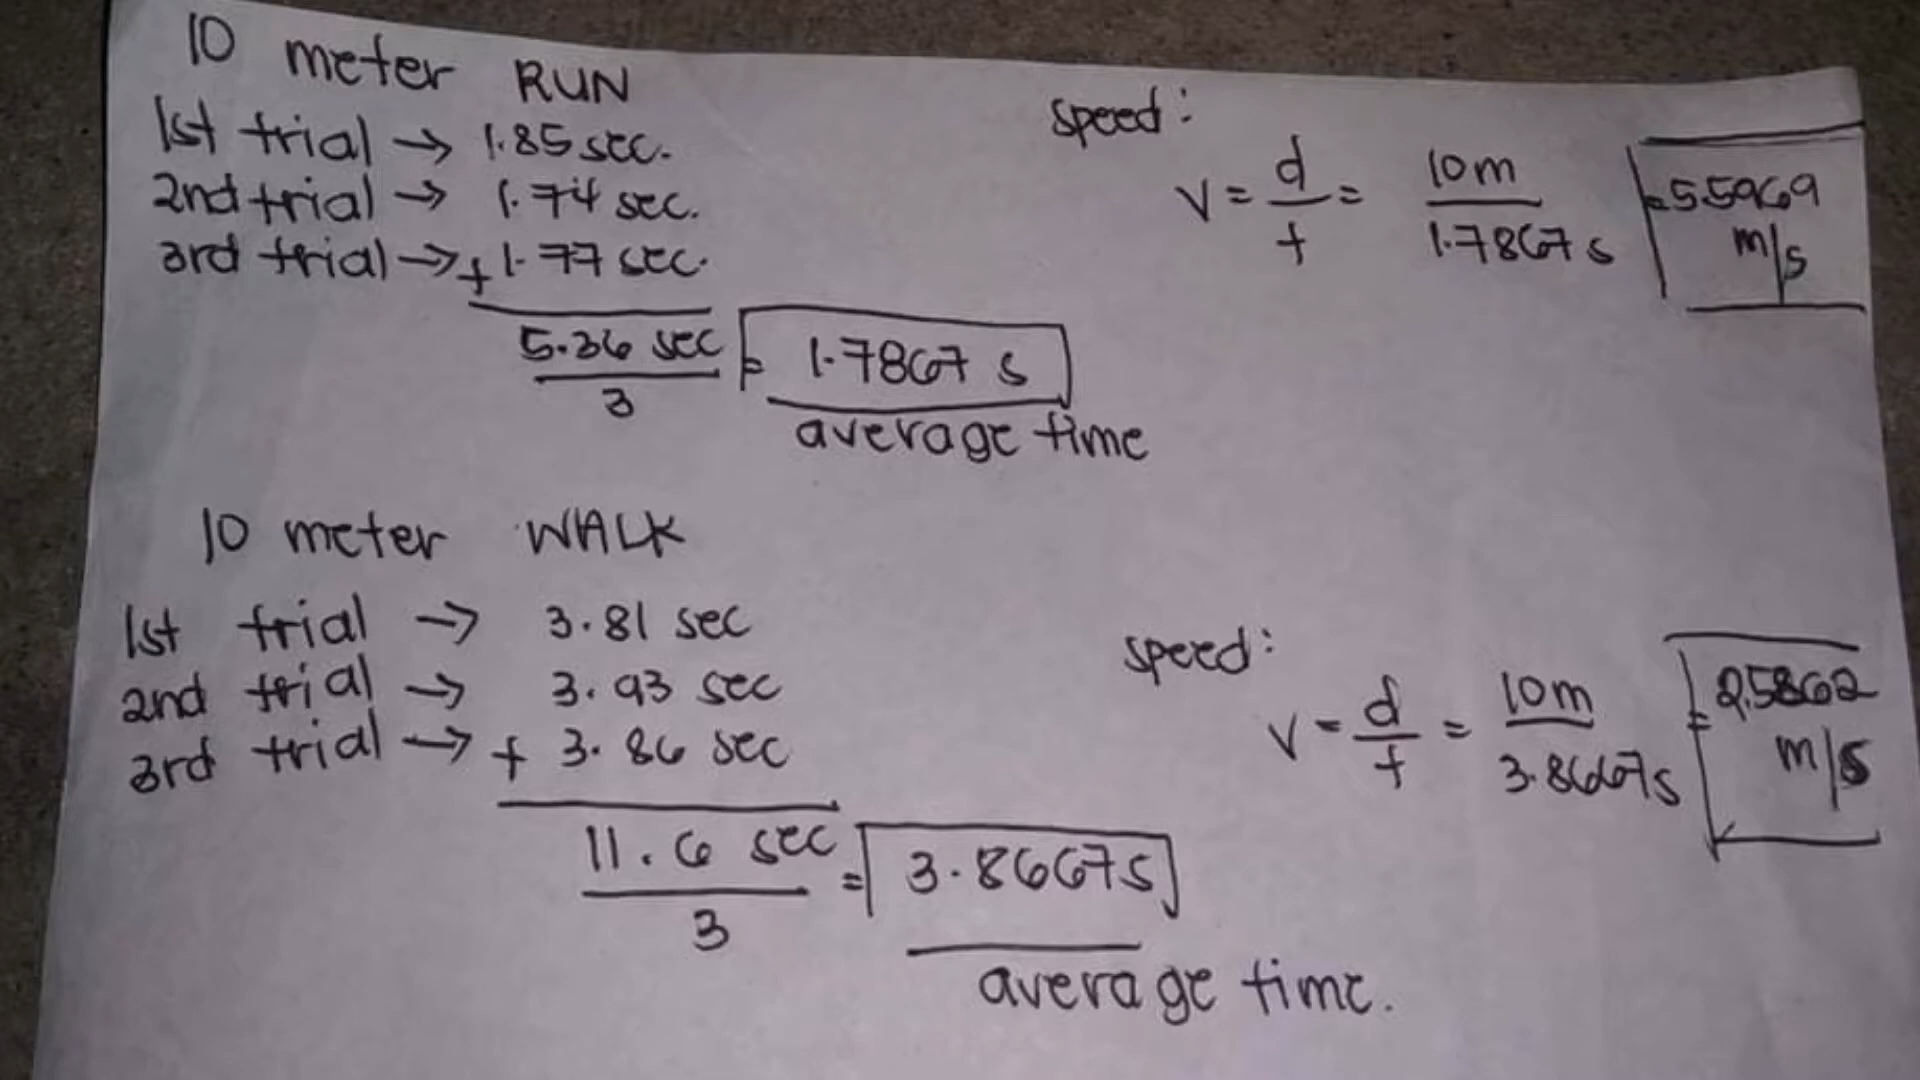 10 meter RUN
1st trial → 1.85 sec.
2nd trial → 1.74 sec.
3rd trial → + 1.77 sec.
5.36 sec
3
= 1.7867 s
average time
speed:
v = d/t = 10m / 1.7867 s = 5.5969 m/s
10 meter WALK
1st trial → 3.81 sec
2nd trial → 3.93 sec
3rd trial → + 3.86 sec
11.6 sec
3
= 3.8667s
average time.
speed:
v = d/t = 10m / 3.8667s = 2.5862 m/s